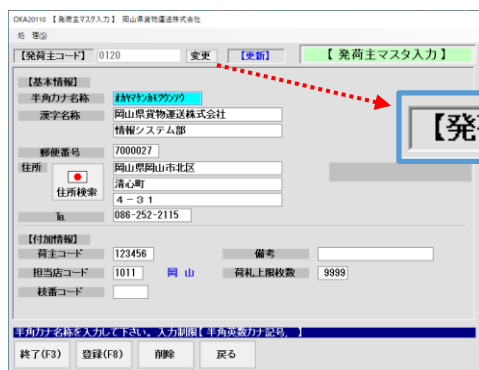 OKA20110 【 発荷主マスタ入力 】 岡山県貨物運送株式会社
処 理(S)
【発荷主コード】 0120 変更 【更新】 【 発荷主マスタ入力 】
【発
【基本情報】
半角カナ名称 ｵｶﾔﾏｹﾝｶﾓﾂｳﾝｿｳ
漢字名称 岡山県貨物運送株式会社
情報システム部
郵便番号 7000027
住所 岡山県岡山市北区
住所検索 清心町
４－３１
℡ 086-252-2115
【付加情報】
荷主コード 123456 備考
担当店コード 1011 岡 山 荷札上限枚数 9999
枝番コード
半角カナ名称を入力して下さい。入力制限【 半角英数カナ記号， 】
終了(F3) 登録(F8) 削除 戻る